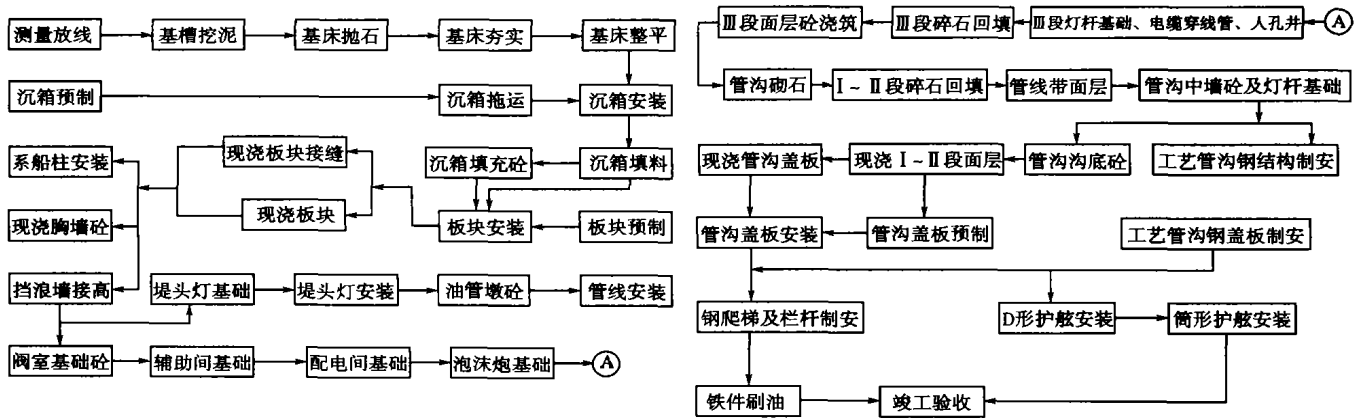 测量放线
基槽挖泥
基床抛石
基床夯实
基床整平
沉箱预制
沉箱拖运
沉箱安装
系船柱安装
现浇板块接缝
沉箱填充砼
沉箱填料
现浇胸墙砼
现浇板块
板块安装
板块预制
挡浪墙接高
堤头灯基础
堤头灯安装
油管墩砼
管线安装
阀室基础砼
辅助间基础
配电间基础
泡沫炮基础
A
Ⅲ段面层砼浇筑
Ⅲ段碎石回填
Ⅲ段灯杆基础、电缆穿线管、人孔井
A
管沟砌石
Ⅰ~Ⅱ段碎石回填
管线带面层
管沟中墙砼及灯杆基础
现浇管沟盖板
现浇Ⅰ~Ⅱ段面层
管沟沟底砼
工艺管沟钢结构制安
管沟盖板安装
管沟盖板预制
工艺管沟钢盖板制安
钢爬梯及栏杆制安
D形护舷安装
筒形护舷安装
铁件刷油
竣工验收